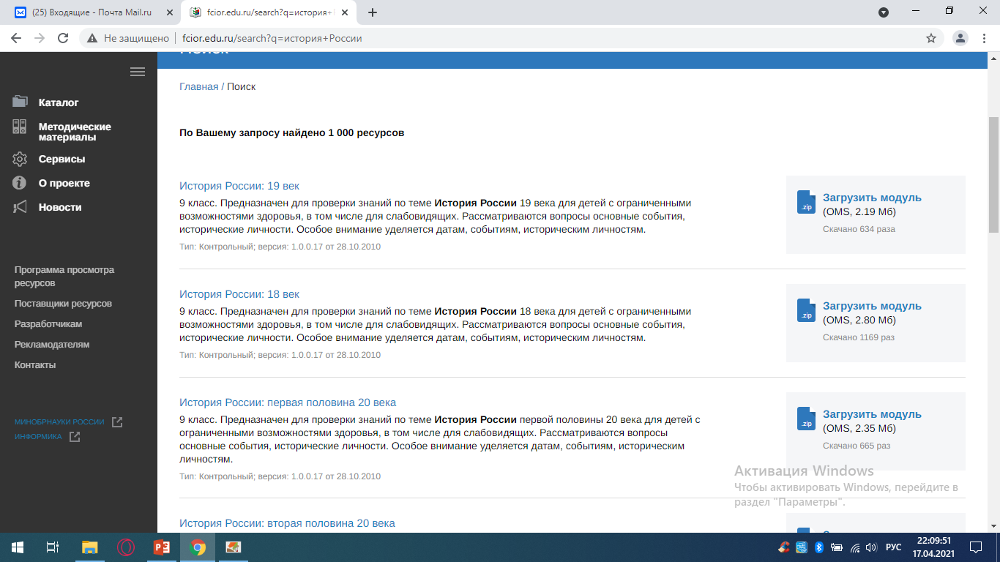 (25) Входящие - Почта Mail.ru
fcior.edu.ru/search?q=история+
Не защищено
fcior.edu.ru/search?q=история+России
Поиск
Каталог
Методические
материалы
Сервисы
О проекте
Новости
Программа просмотра
ресурсов
Поставщики ресурсов
Разработчикам
Рекламодателям
Контакты
МИНОБРНАУКИ РОССИИ
ИНФОРМИКА
Главная / Поиск
По Вашему запросу найдено 1 000 ресурсов
История России: 19 век
9 класс. Предназначен для проверки знаний по теме История России 19 века для детей с ограниченными
возможностями здоровья, в том числе для слабовидящих. Рассматриваются вопросы основные события,
исторические личности. Особое внимание уделяется датам, событиям, историческим личностям.
Тип: Контрольный; версия: 1.0.0.17 от 28.10.2010
.zip
Загрузить модуль
(OMS, 2.19 Мб)
Скачано 634 раза
История России: 18 век
9 класс. Предназначен для проверки знаний по теме История России 18 века для детей с ограниченными
возможностями здоровья, в том числе для слабовидящих. Рассматриваются вопросы основные события,
исторические личности. Особое внимание уделяется датам, событиям, историческим личностям.
Тип: Контрольный; версия: 1.0.0.17 от 28.10.2010
.zip
Загрузить модуль
(OMS, 2.80 Мб)
Скачано 1169 раз
История России: первая половина 20 века
9 класс. Предназначен для проверки знаний по теме История России первой половины 20 века для детей с
ограниченными возможностями здоровья, в том числе для слабовидящих. Рассматриваются вопросы
основные события, исторические личности. Особое внимание уделяется датам, событиям, историческим
личностям.
Тип: Контрольный; версия: 1.0.0.17 от 28.10.2010
.zip
Загрузить модуль
(OMS, 2.35 Мб)
Скачано 665 раз
История России: вторая половина 20 века
Активация Windows
Чтобы активировать Windows, перейдите в
раздел "Параметры".
РУС
22:09:51
17.04.2021